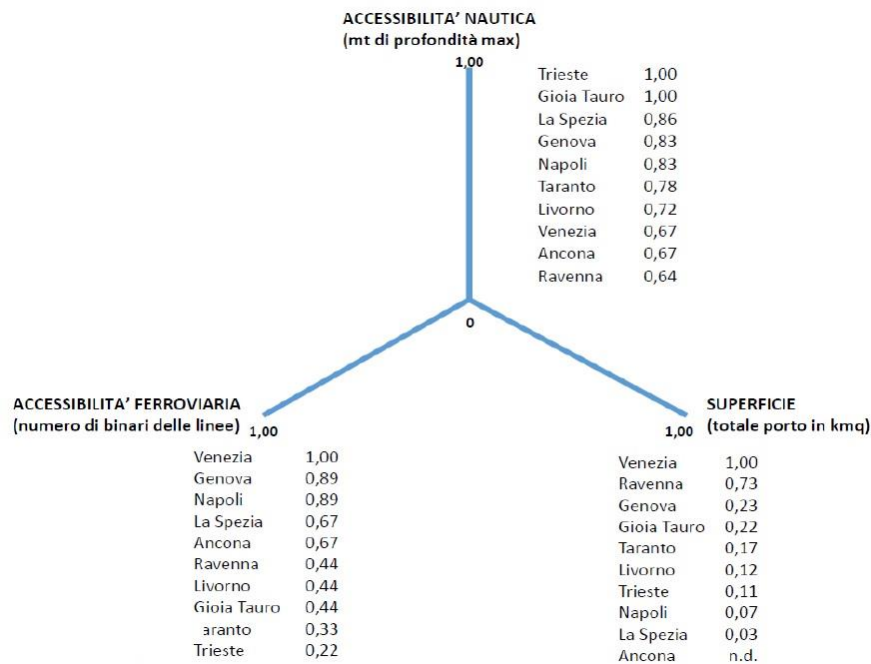 ACCESSIBILITA’ NAUTICA
(mt di profondità max)
1,00
Trieste 1,00
Gioia Tauro 1,00
La Spezia 0,86
Genova 0,83
Napoli 0,83
Taranto 0,78
Livorno 0,72
Venezia 0,67
Ancona 0,67
Ravenna 0,64
0
ACCESSIBILITA’ FERROVIARIA
(numero di binari delle linee) 1,00
Venezia 1,00
Genova 0,89
Napoli 0,89
La Spezia 0,67
Ancona 0,67
Ravenna 0,44
Livorno 0,44
Gioia Tauro 0,44
aranto 0,33
Trieste 0,22
SUPERFICIE
1,00 (totale porto in kmq)
Venezia 1,00
Ravenna 0,73
Genova 0,23
Gioia Tauro 0,22
Taranto 0,17
Livorno 0,12
Trieste 0,11
Napoli 0,07
La Spezia 0,03
Ancona n.d.